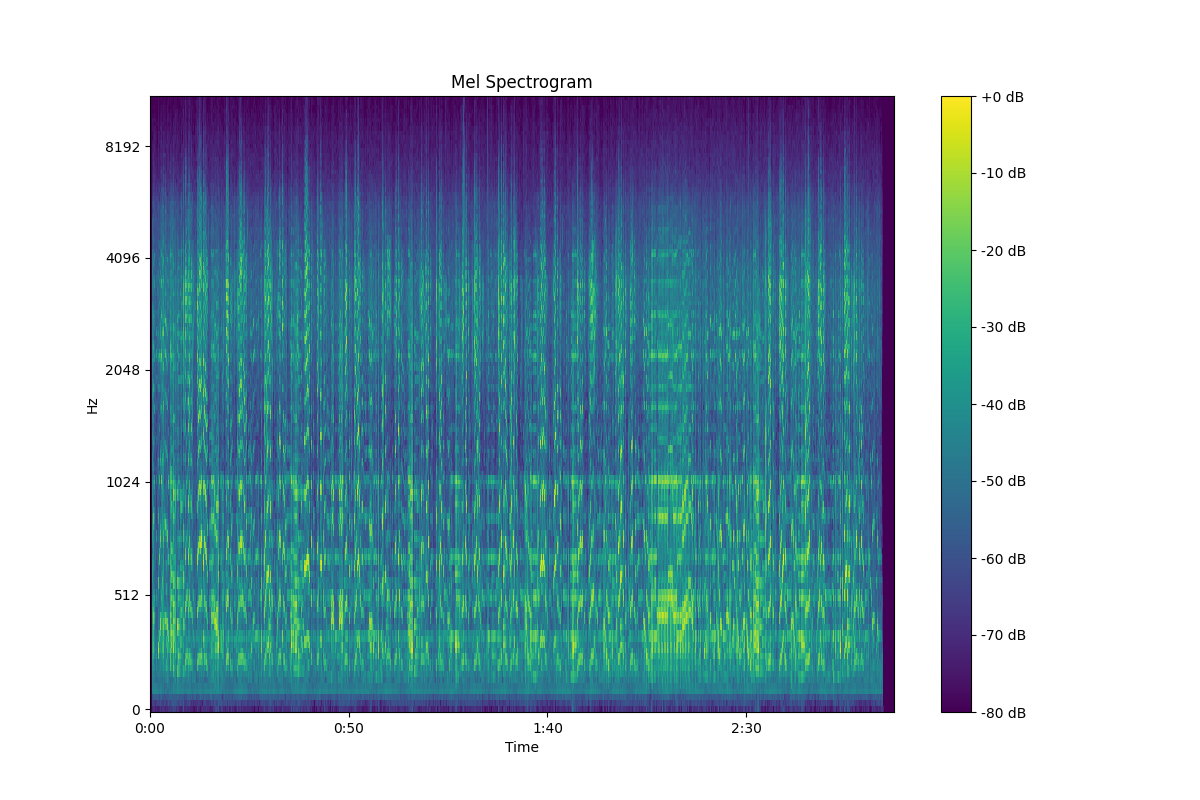 Mel Spectrogram
+0 dB
8192
-10 dB
-20 dB
4096
-30 dB
2048
Hz
-40 dB
1024
-50 dB
-60 dB
512
-70 dB
0
-80 dB
0:00
0:50
1:40
2:30
Time